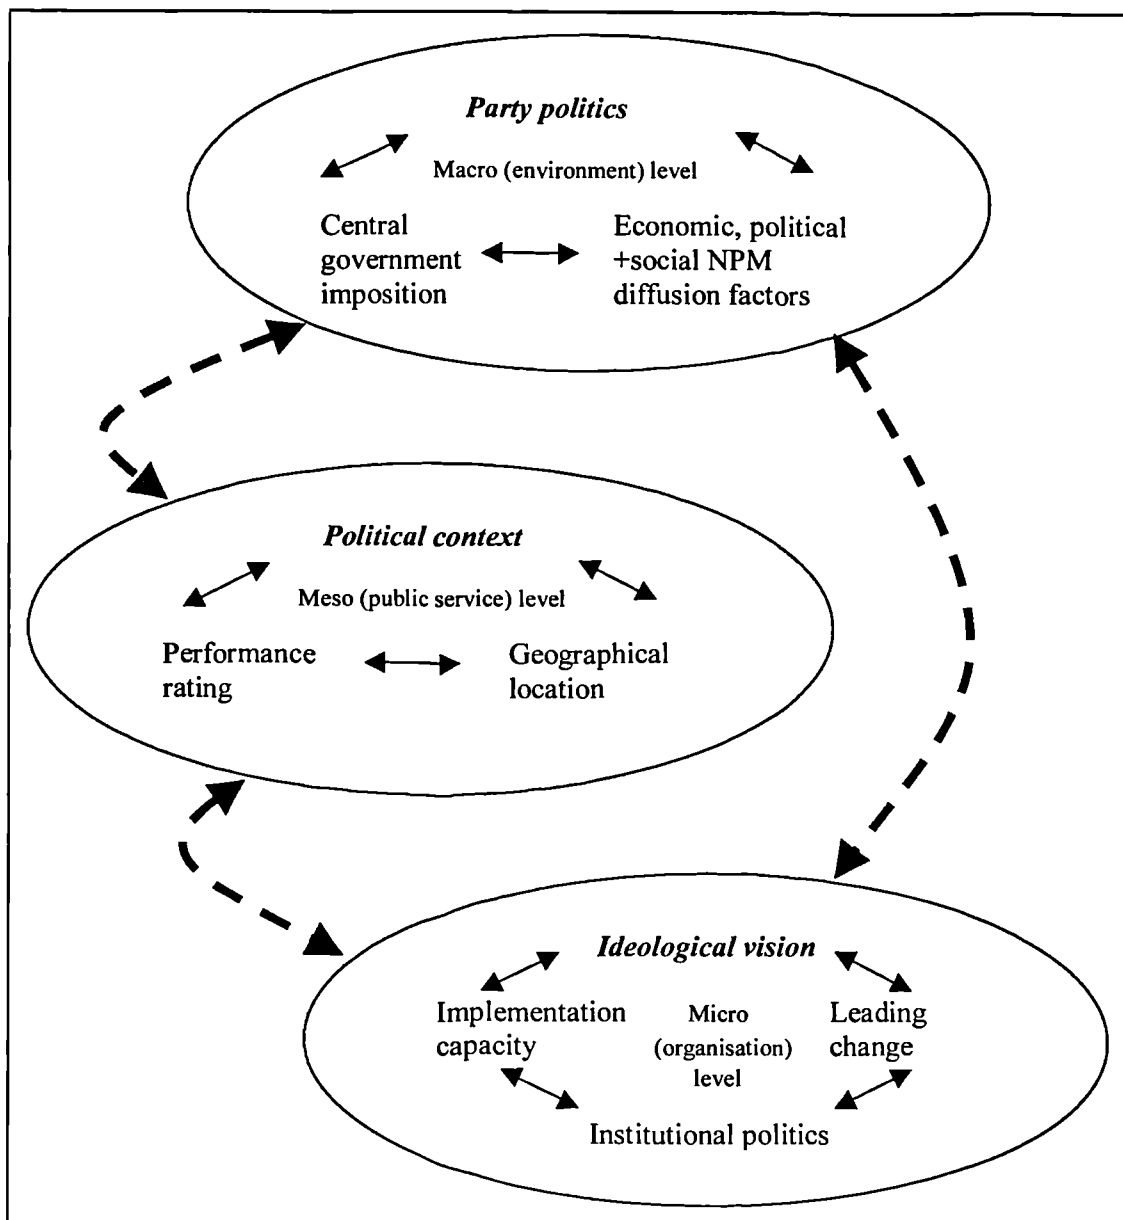 Party politics
Macro (environment) level
Central
government
imposition
Economic, political
+social NPM
diffusion factors
Political context
Meso (public service) level
Performance
rating
Geographical
location
Ideological vision
Implementation
capacity
Micro
(organisation)
level
Leading
change
Institutional politics